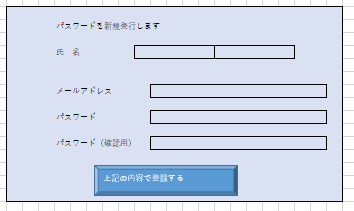 パスワードを新規発行します
氏　名
メールアドレス
パスワード
パスワード（確認用）
上記の内容で登録する